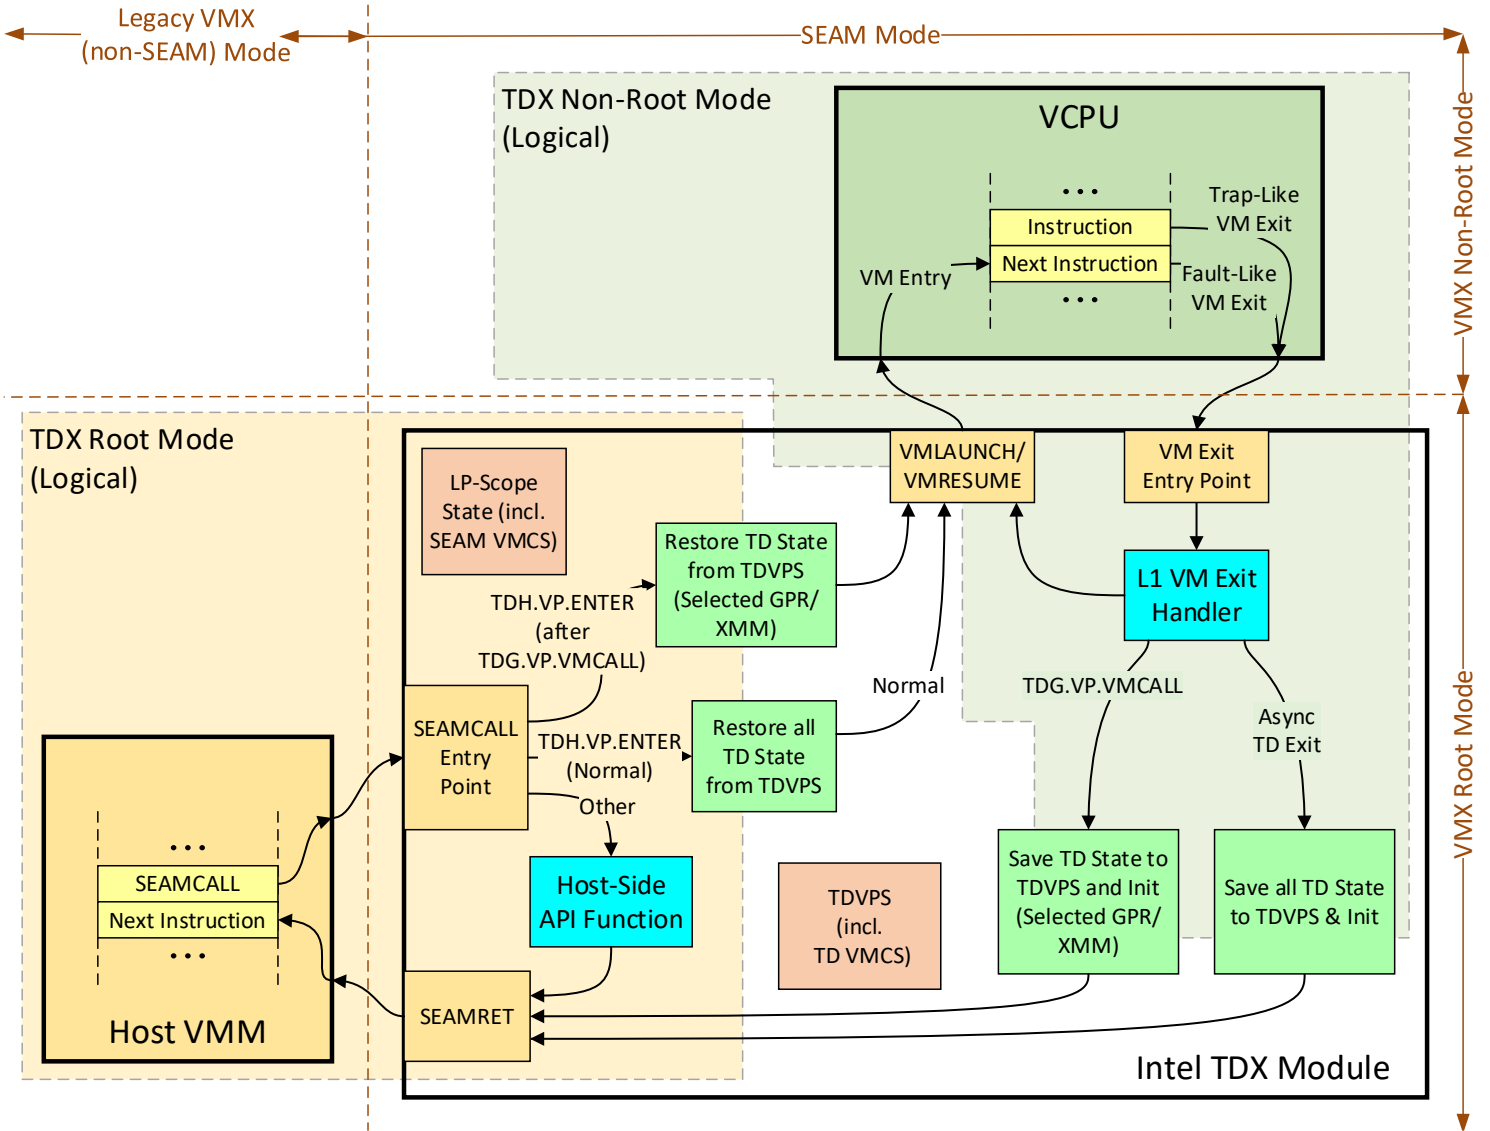 Legacy VMX
(non-SEAM) Mode
SEAM Mode
VMX Non-Root Mode
VMX Root Mode
TDX Non-Root Mode
(Logical)
VCPU
• • •
Instruction
Next Instruction
• • •
Trap-Like
VM Exit
Fault-Like
VM Exit
VM Entry
TDX Root Mode
(Logical)
LP-Scope
State (incl.
SEAM VMCS)
VMLAUNCH/
VMRESUME
VM Exit
Entry Point
Restore TD State
from TDVPS
(Selected GPR/
XMM)
L1 VM Exit
Handler
TDH.VP.ENTER
(after
TDG.VP.VMCALL)
Normal
TDG.VP.VMCALL
Async
TD Exit
SEAMCALL
Entry
Point
TDH.VP.ENTER
(Normal)
Restore all
TD State
from TDVPS
Other
Host-Side
API Function
TDVPS
(incl.
TD VMCS)
Save TD State to
TDVPS and Init
(Selected GPR/
XMM)
Save all TD State
to TDVPS & Init
• • •
SEAMCALL
Next Instruction
• • •
Host VMM
SEAMRET
Intel TDX Module